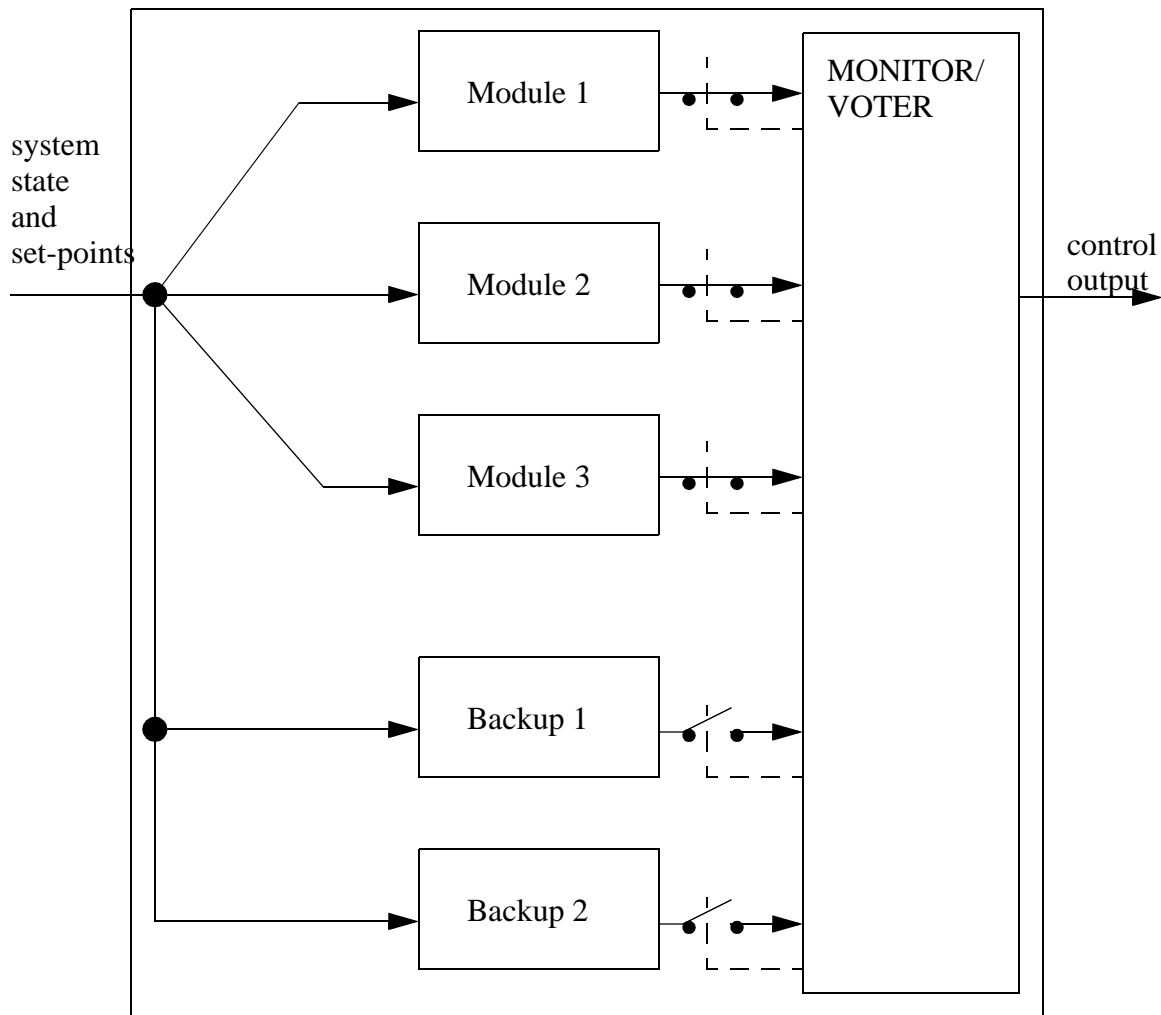 Module 1
MONITOR/
VOTER
system
state
and
set-points
Module 2
control
output
Module 3
Backup 1
Backup 2